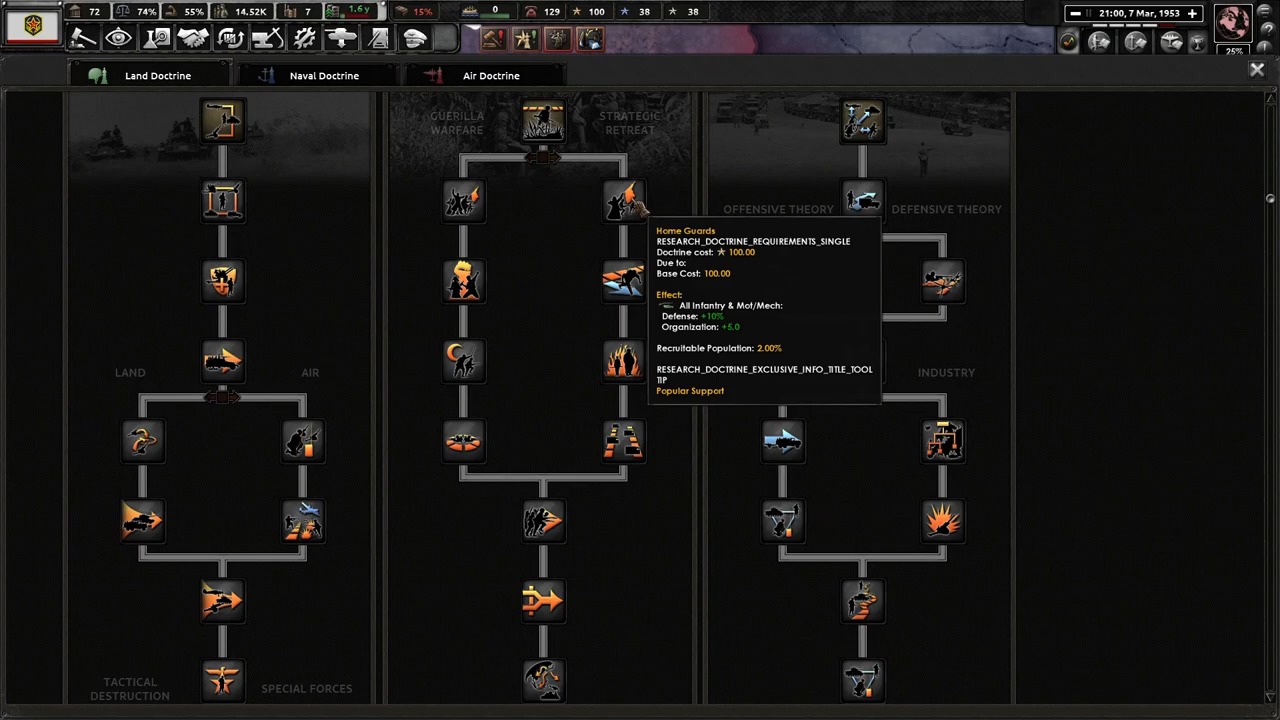 72
74%
55%
14.52K
7
1.6 y
15%
0
129
100
38
38
21:00, 7 Mar, 1953
25%
Land Doctrine
Naval Doctrine
Air Doctrine
GUERILLA
WARFARE
STRATEGIC
RETREAT
OFFENSIVE THEORY
DEFENSIVE THEORY
Home Guards
RESEARCH_DOCTRINE_REQUIREMENTS_SINGLE
Doctrine cost: 100.00
Due to:
Base Cost: 100.00
Effect:
All Infantry & Mot/Mech:
Defense: +10%
Organization: +5.0
Recruitable Population: 2.00%
RESEARCH_DOCTRINE_EXCLUSIVE_INFO_TITLE_TOOL
TIP
Popular Support
LAND
AIR
INDUSTRY
TACTICAL
DESTRUCTION
SPECIAL FORCES